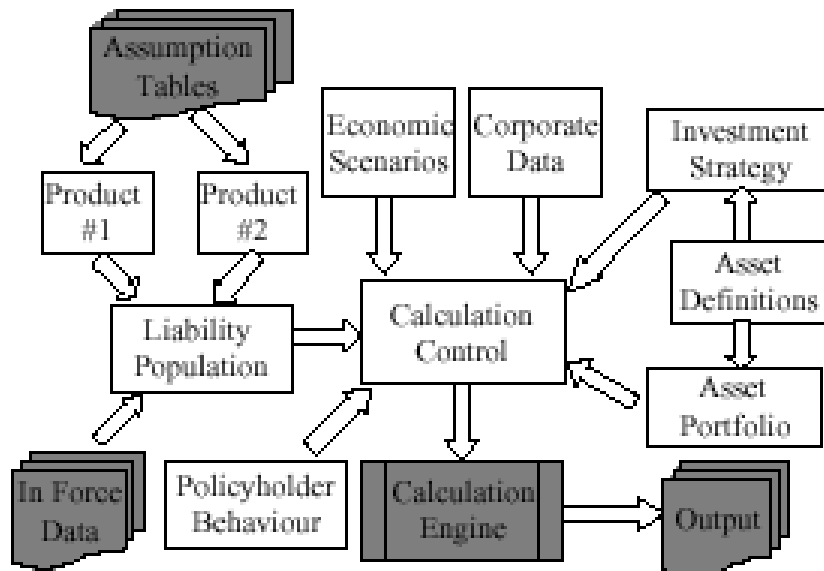 Assumption
Tables
Economic
Scenarios
Corporate
Data
Investment
Strategy
Product
#1
Product
#2
Asset
Definitions
Liability
Population
Calculation
Control
Asset
Portfolio
In Force
Data
Policyholder
Behaviour
Calculation
Engine
Output